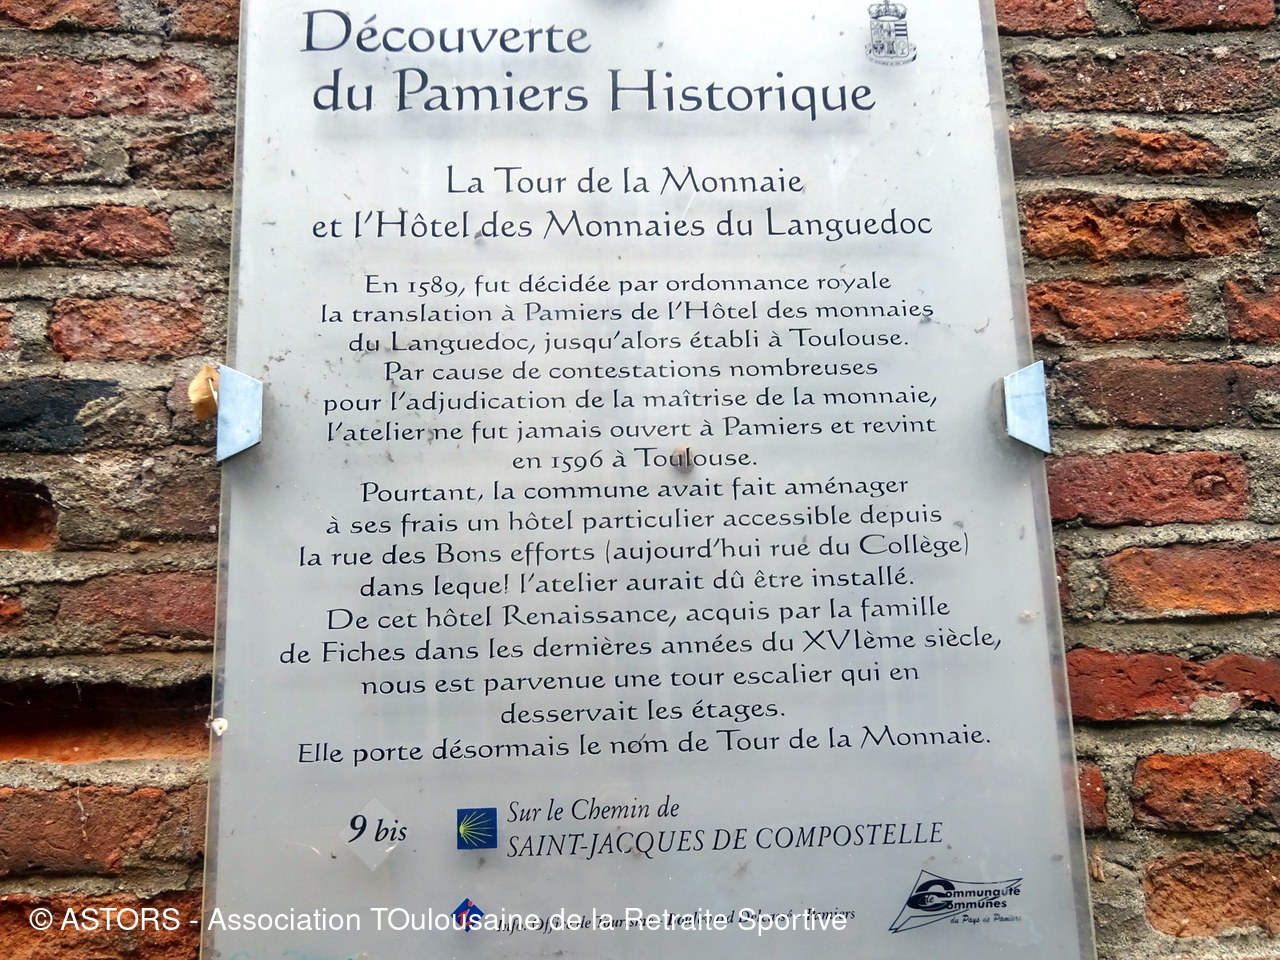 Découverte
du Pamiers Historique
La Tour de la Monnaie
et l'Hôtel des Monnaies du Languedoc
En 1589, fut décidée par ordonnance royale
la translation à Pamiers de l'Hôtel des monnaies
du Languedoc, jusqu'alors établi à Toulouse.
Par cause de contestations nombreuses
pour l'adjudication de la maîtrise de la monnaie,
l'atelier ne fut jamais ouvert à Pamiers et revint
en 1596 à Toulouse.
Pourtant, la commune avait fait aménager
à ses frais un hôtel particulier accessible depuis
la rue des Bons efforts (aujourd'hui rue du Collège)
dans lequel l'atelier aurait dû être installé.
De cet hôtel Renaissance, acquis par la famille
de Fiches dans les dernières années du XVIème siècle,
nous est parvenue une tour escalier qui en
desservait les étages.
Elle porte désormais le nom de Tour de la Monnaie.
9 bis
Sur le Chemin de
SAINT-JACQUES DE COMPOSTELLE
Communauté
de Communes
du Pays de Pamiers
Info: Office de Tourisme Boulevard Delcassé Pamiers
© ASTORS - Association TOulousaine de la Retraite Sportive